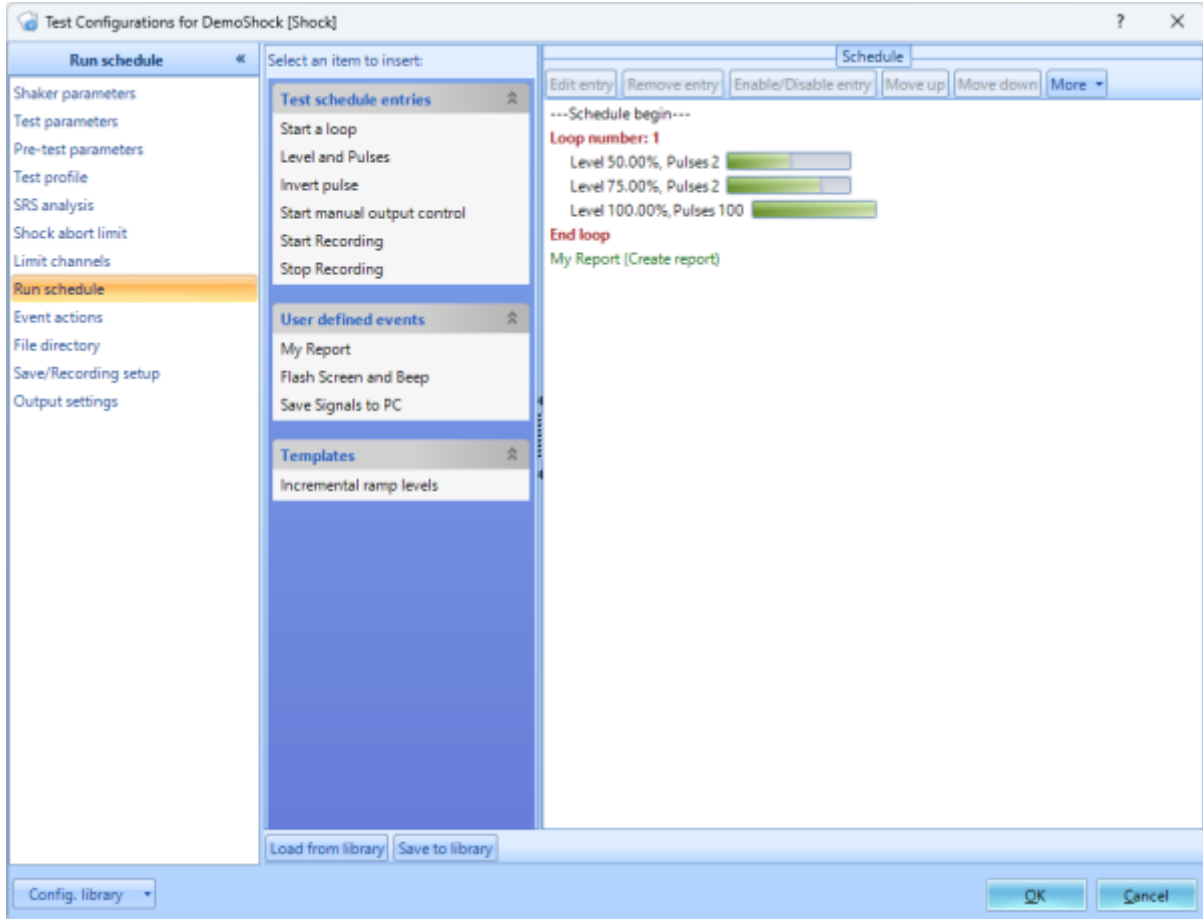 Test Configurations for DemoShock [Shock]
?
Run schedule «
Shaker parameters
Test parameters
Pre-test parameters
Test profile
SRS analysis
Shock abort limit
Limit channels
Run schedule
Event actions
File directory
Save/Recording setup
Output settings
Select an item to insert:
Test schedule entries
Start a loop
Level and Pulses
Invert pulse
Start manual output control
Start Recording
Stop Recording
User defined events
My Report
Flash Screen and Beep
Save Signals to PC
Templates
Incremental ramp levels
Schedule
Edit entry Remove entry Enable/Disable entry Move up Move down More
---Schedule begin---
Loop number: 1
Level 50.00%, Pulses 2
Level 75.00%, Pulses 2
Level 100.00%, Pulses 100
End loop
My Report (Create report)
Load from library Save to library
Config. library
OK Cancel